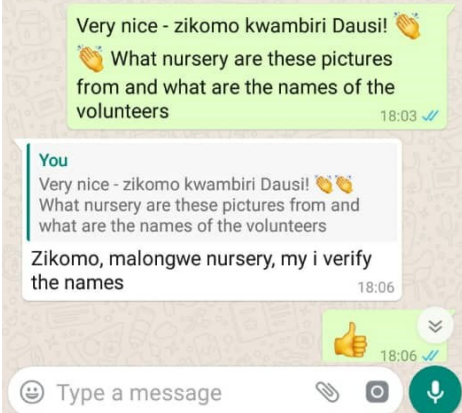 Very nice - zikomo kwambiri Dausi! 👏
👏 What nursery are these pictures
from and what are the names of the
volunteers
18:03
You
Very nice - zikomo kwambiri Dausi! 👏👏
What nursery are these pictures from and
what are the names of the volunteers
Zikomo, malongwe nursery, my i verify
the names
18:06
👍
18:06
Type a message